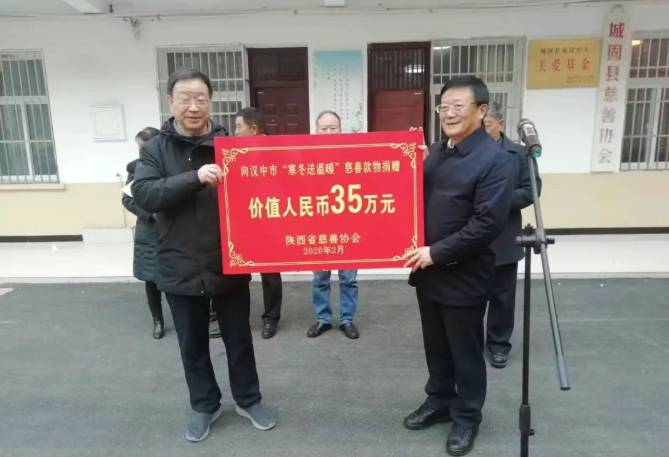 向汉中市“寒冬送温暖”慈善款物捐赠
价值人民币35万元
陕西省慈善协会
2026年2月
关爱基金
城固县慈善协会